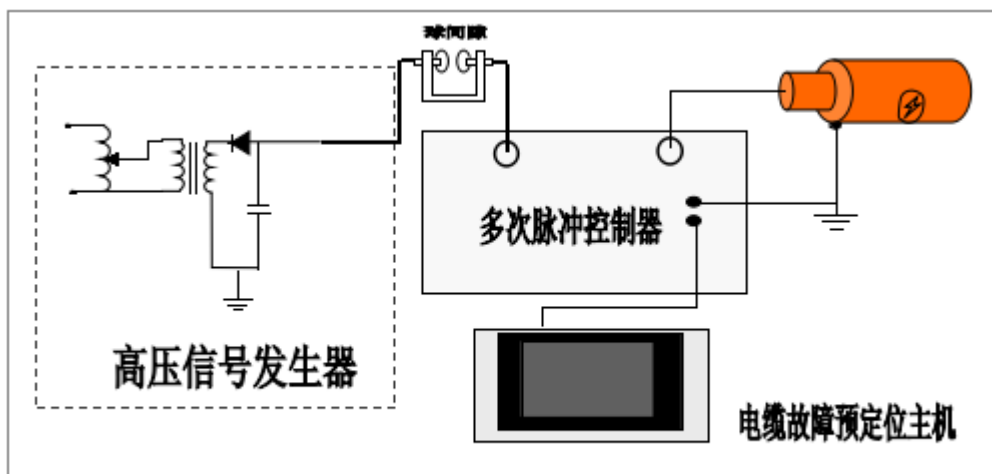 球间隙
多次脉冲控制器
高压信号发生器
电缆故障预定位主机